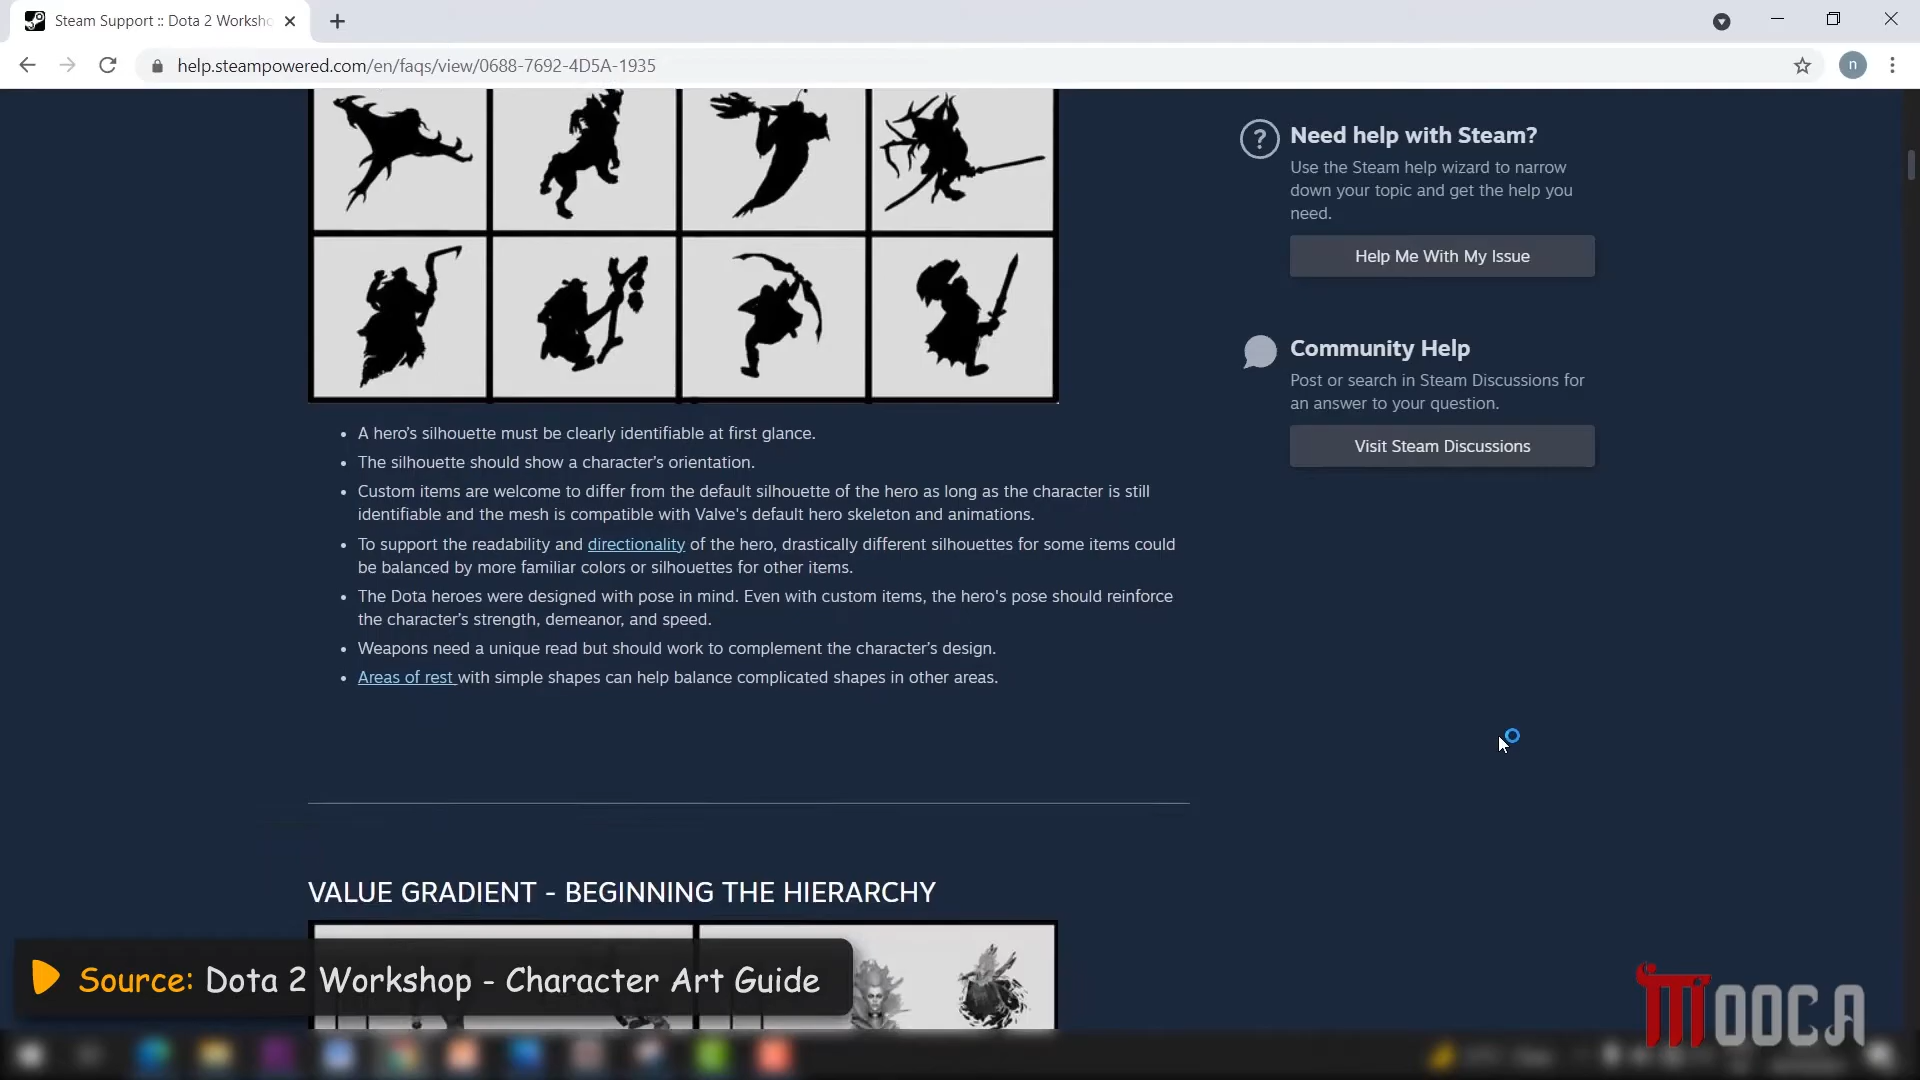 Steam Support :: Dota 2 Worksho
help.steampowered.com/en/faqs/view/0688-7692-4D5A-1935
n
Need help with Steam?
Use the Steam help wizard to narrow
down your topic and get the help you
need.
Help Me With My Issue
Community Help
Post or search in Steam Discussions for
an answer to your question.
Visit Steam Discussions
• A hero's silhouette must be clearly identifiable at first glance.
• The silhouette should show a character's orientation.
• Custom items are welcome to differ from the default silhouette of the hero as long as the character is still
identifiable and the mesh is compatible with Valve's default hero skeleton and animations.
• To support the readability and directionality of the hero, drastically different silhouettes for some items could
be balanced by more familiar colors or silhouettes for other items.
• The Dota heroes were designed with pose in mind. Even with custom items, the hero's pose should reinforce
the character's strength, demeanor, and speed.
• Weapons need a unique read but should work to complement the character's design.
• Areas of rest with simple shapes can help balance complicated shapes in other areas.
VALUE GRADIENT - BEGINNING THE HIERARCHY
Source: Dota 2 Workshop - Character Art Guide
MOOCA